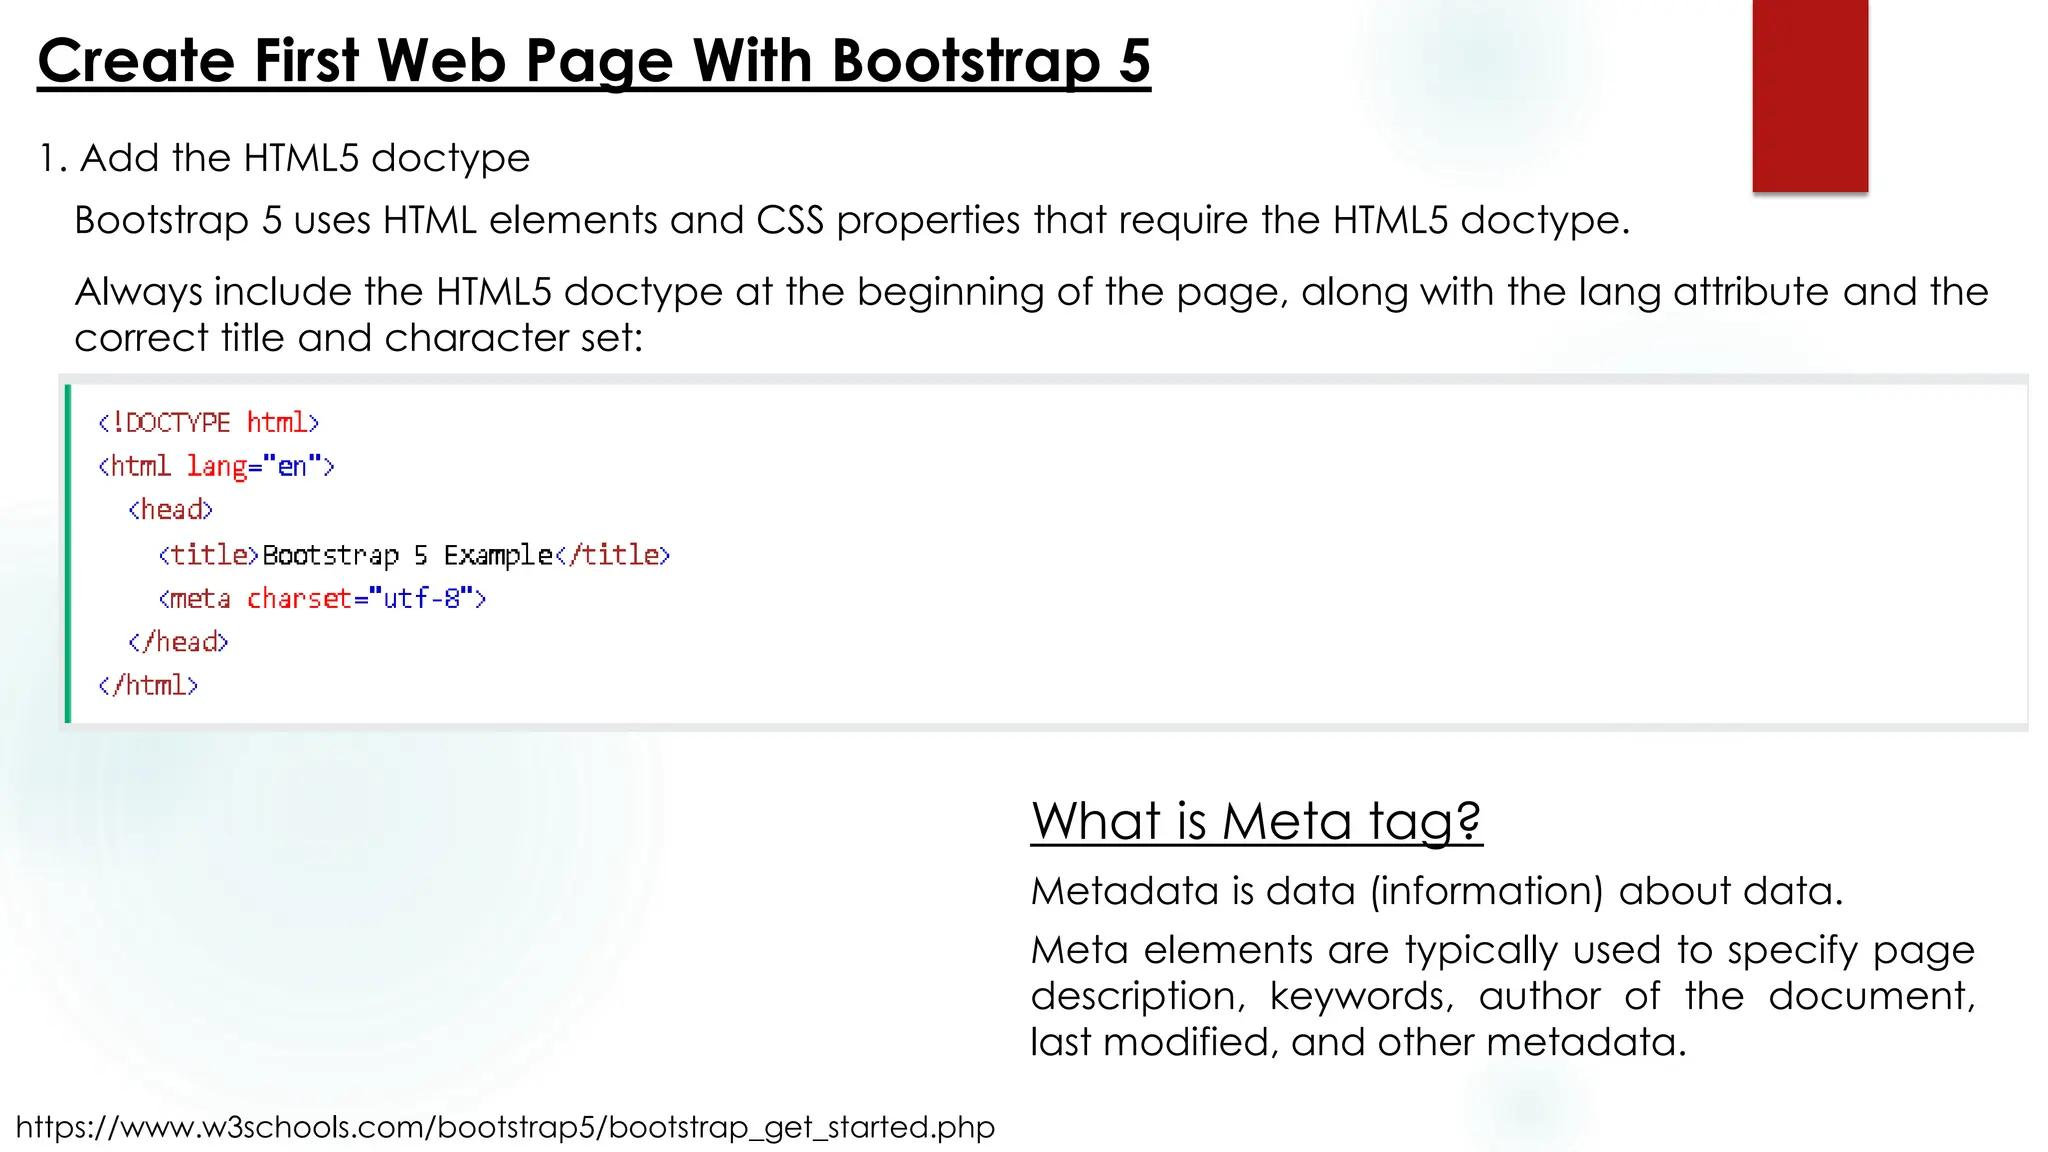 Create First Web Page With Bootstrap 5
1. Add the HTML5 doctype
Bootstrap 5 uses HTML elements and CSS properties that require the HTML5 doctype.
Always include the HTML5 doctype at the beginning of the page, along with the lang attribute and the
correct title and character set:
<!DOCTYPE html>
<html lang="en">
  <head>
    <title>Bootstrap 5 Example</title>
    <meta charset="utf-8">
  </head>
</html>
What is Meta tag?
Metadata is data (information) about data.
Meta elements are typically used to specify page
description, keywords, author of the document,
last modified, and other metadata.
https://www.w3schools.com/bootstrap5/bootstrap_get_started.php